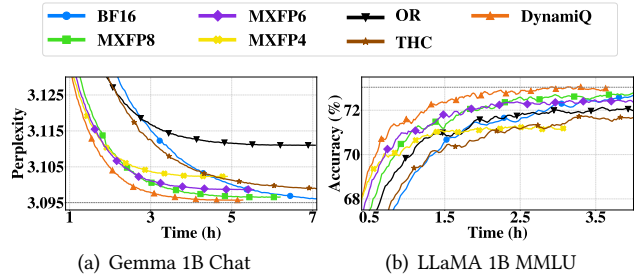 BF16 MXFP6 OR DynamiQ
MXFP8 MXFP4 THC
3.125
3.115
3.105
3.095
Perplexity
1 3 5 7
Time (h)
(a) Gemma 1B Chat
72
70
68
Accuracy (%)
0.5 1.5 2.5 3.5
Time (h)
(b) LLaMA 1B MMLU